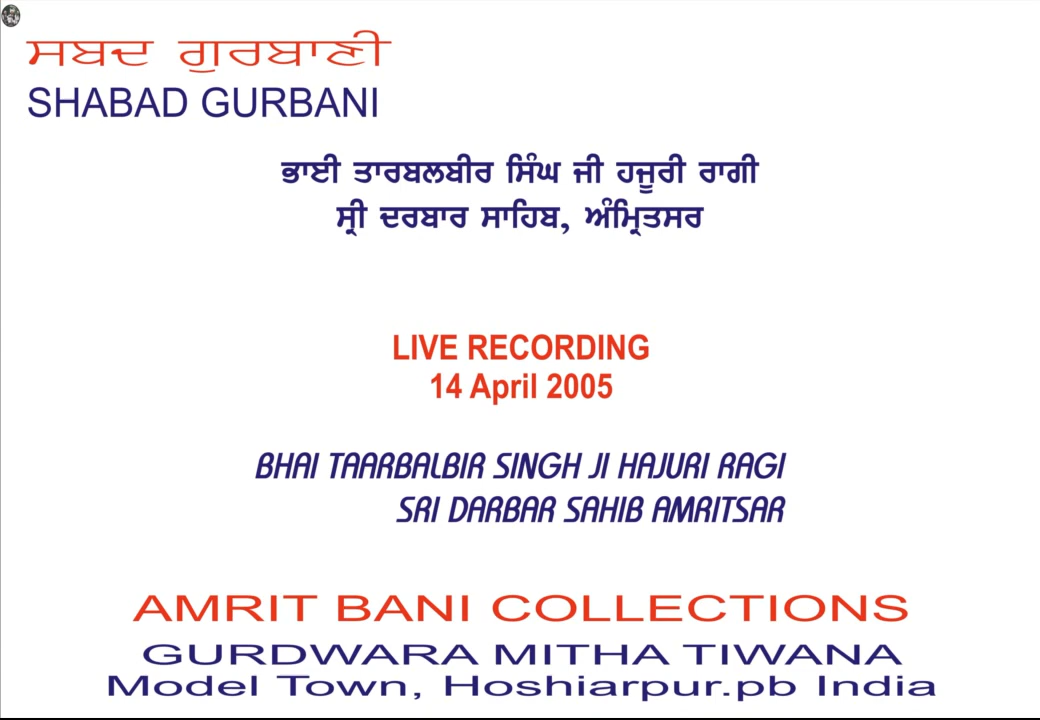 ਸਬਦ ਗੁਰਬਾਣੀ
SHABAD GURBANI
ਭਾਈ ਤਾਰਬਲਬੀਰ ਸਿੰਘ ਜੀ ਹਜੂਰੀ ਰਾਗੀ
ਸ੍ਰੀ ਦਰਬਾਰ ਸਾਹਿਬ, ਅੰਮ੍ਰਿਤਸਰ
LIVE RECORDING
14 April 2005
BHAI TAARBALBIR SINGH JI HAJURI RAGI
SRI DARBAR SAHIB AMRITSAR
AMRIT BANI COLLECTIONS
GURDWARA MITHA TIWANA
Model Town, Hoshiarpur.pb India